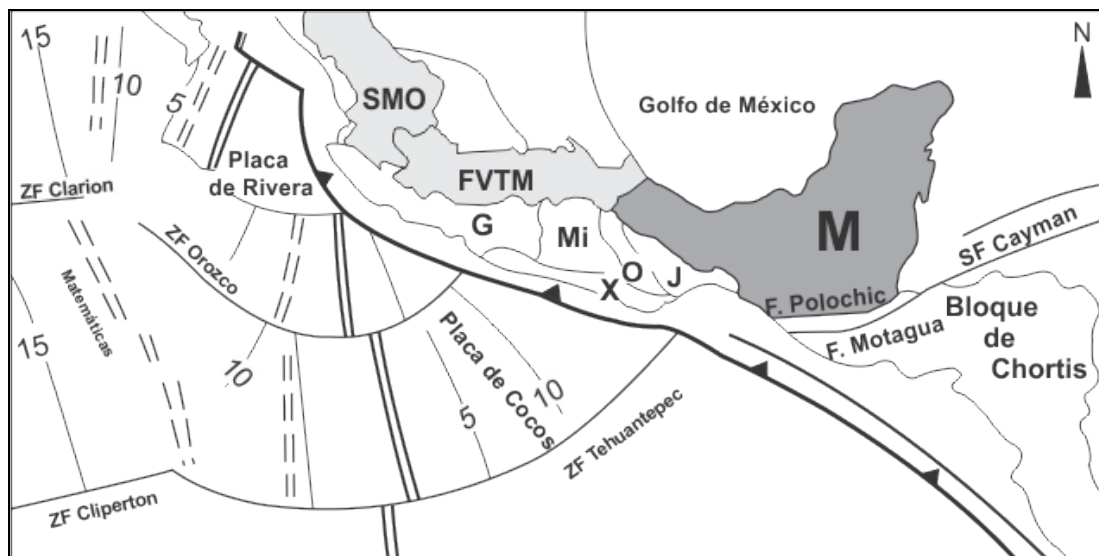 15
10
5
SMO
Golfo de México
N
Placa
de Rivera
FVTM
ZF Clarion
G
Mi
M
SF Cayman
ZF Orozco
O
J
X
F. Polochic
Matemáticas
F. Motagua
Bloque
de
Chortis
15
10
Placa de Cocos
5
10
ZF Tehuantepec
ZF Cliperton